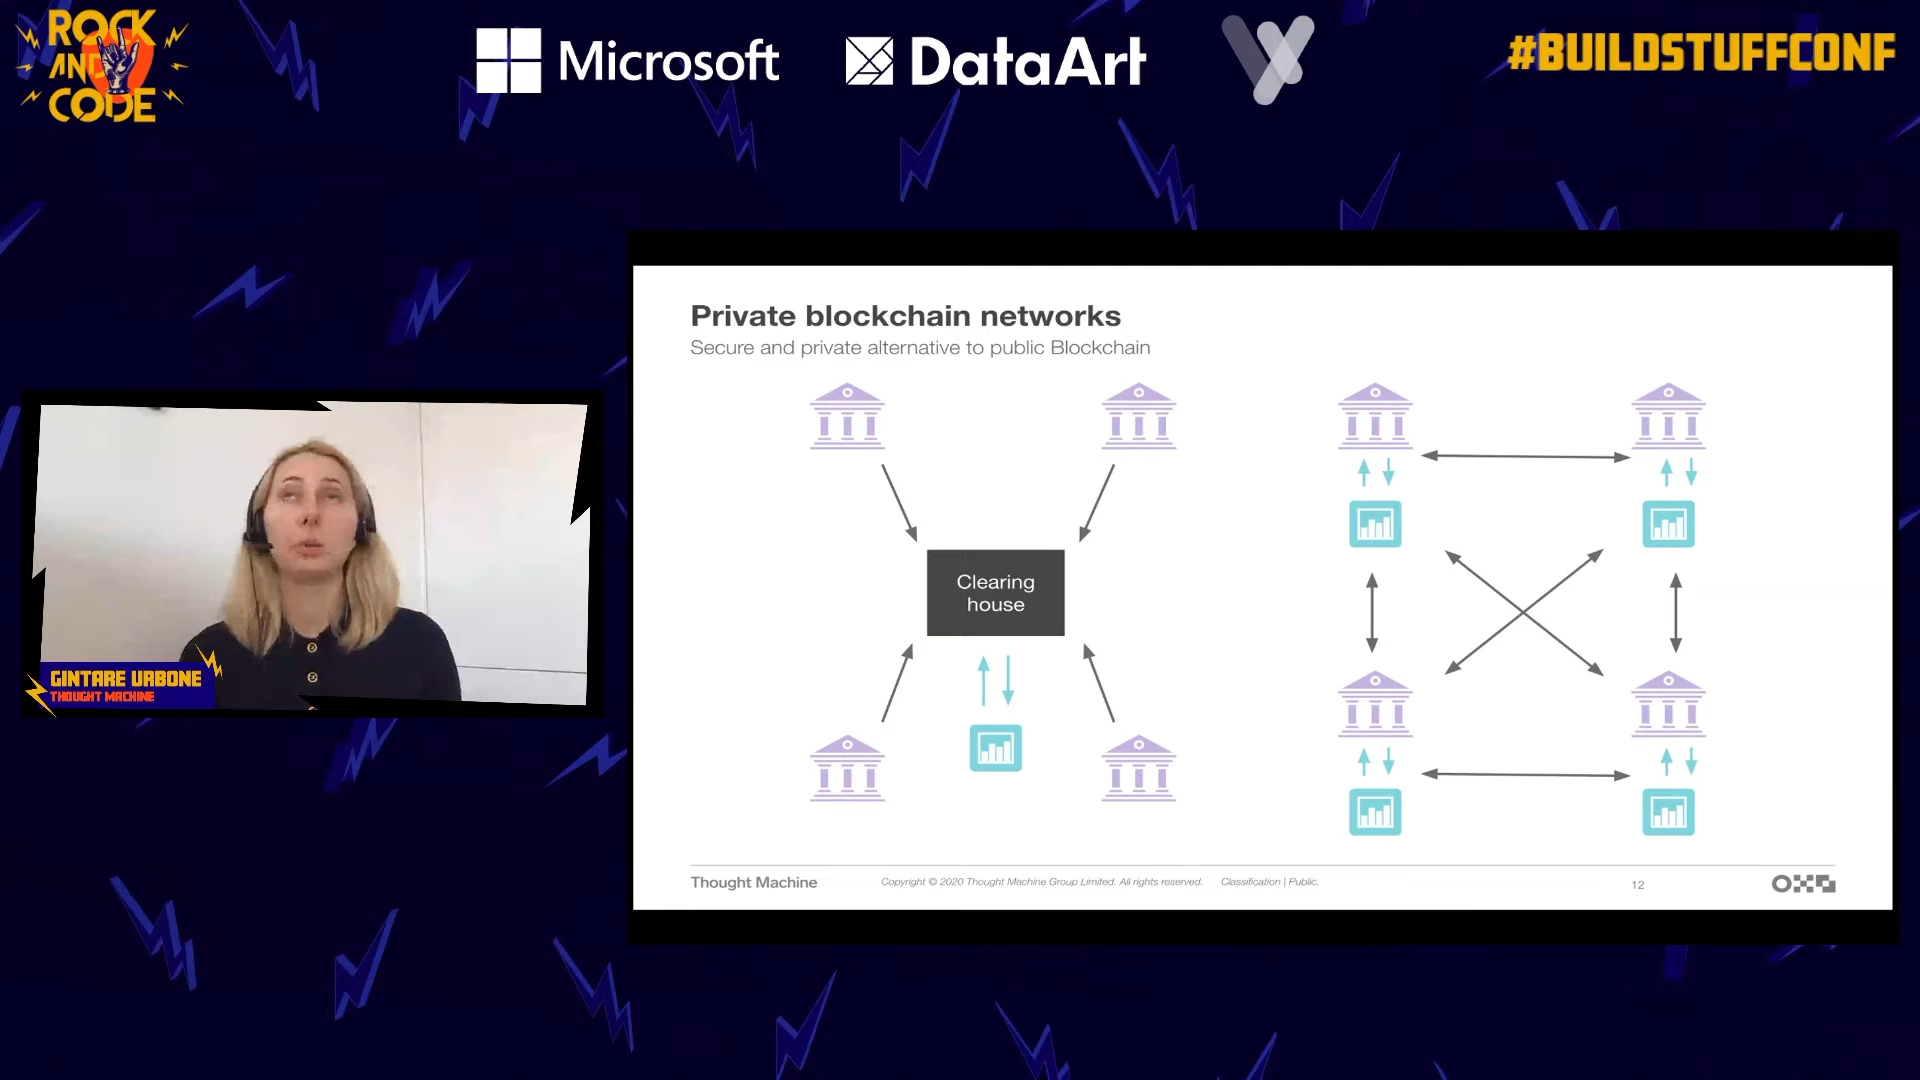 ROCK
AND
CODE
Microsoft
DataArt
#BUILDSTUFFCONF
Private blockchain networks
Secure and private alternative to public Blockchain
Clearing
house
GINTARE URBONE
THOUGHT MACHINE
Thought Machine
Copyright © 2020 Thought Machine Group Limited. All rights reserved.
Classification | Public.
12